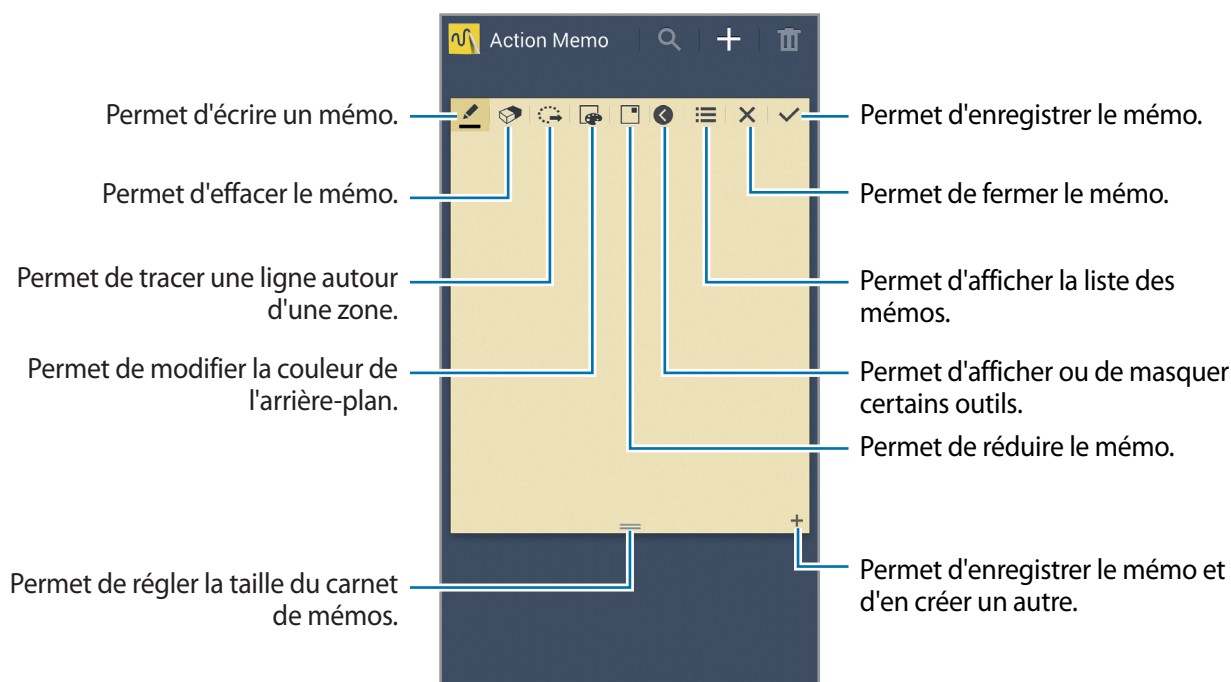 Action Memo
Permet d'écrire un mémo.
Permet d'effacer le mémo.
Permet de tracer une ligne autour
d'une zone.
Permet de modifier la couleur de
l'arrière-plan.
Permet de régler la taille du carnet
de mémos.
Permet d'enregistrer le mémo.
Permet de fermer le mémo.
Permet d'afficher la liste des
mémos.
Permet d'afficher ou de masquer
certains outils.
Permet de réduire le mémo.
Permet d'enregistrer le mémo et
d'en créer un autre.